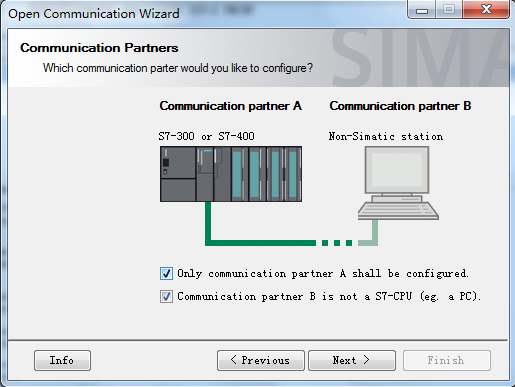 Open Communication Wizard
Communication Partners
Which communication parter would you like to configure?
SIMA
Communication partner A
Communication partner B
S7-300 or S7-400
Non-Simatic station
Only communication partner A shall be configured.
Communication partner B is not a S7-CPU (eg. a PC).
Info
< Previous
Next >
Finish